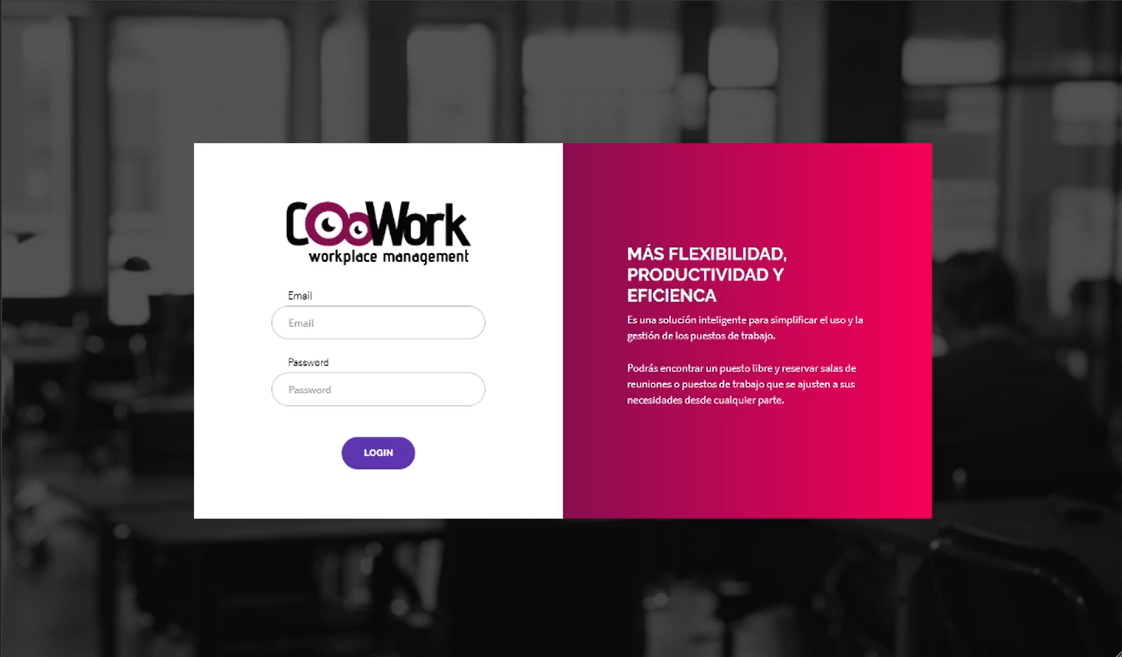 COoWork
workplace management
Email
Email
Password
Password
LOGIN
MÁS FLEXIBILIDAD,
PRODUCTIVIDAD Y
EFICIENCA
Es una solución inteligente para simplificar el uso y la
gestión de los puestos de trabajo.
Podrás encontrar un puesto libre y reservar salas de
reuniones o puestos de trabajo que se ajusten a sus
necesidades desde cualquier parte.